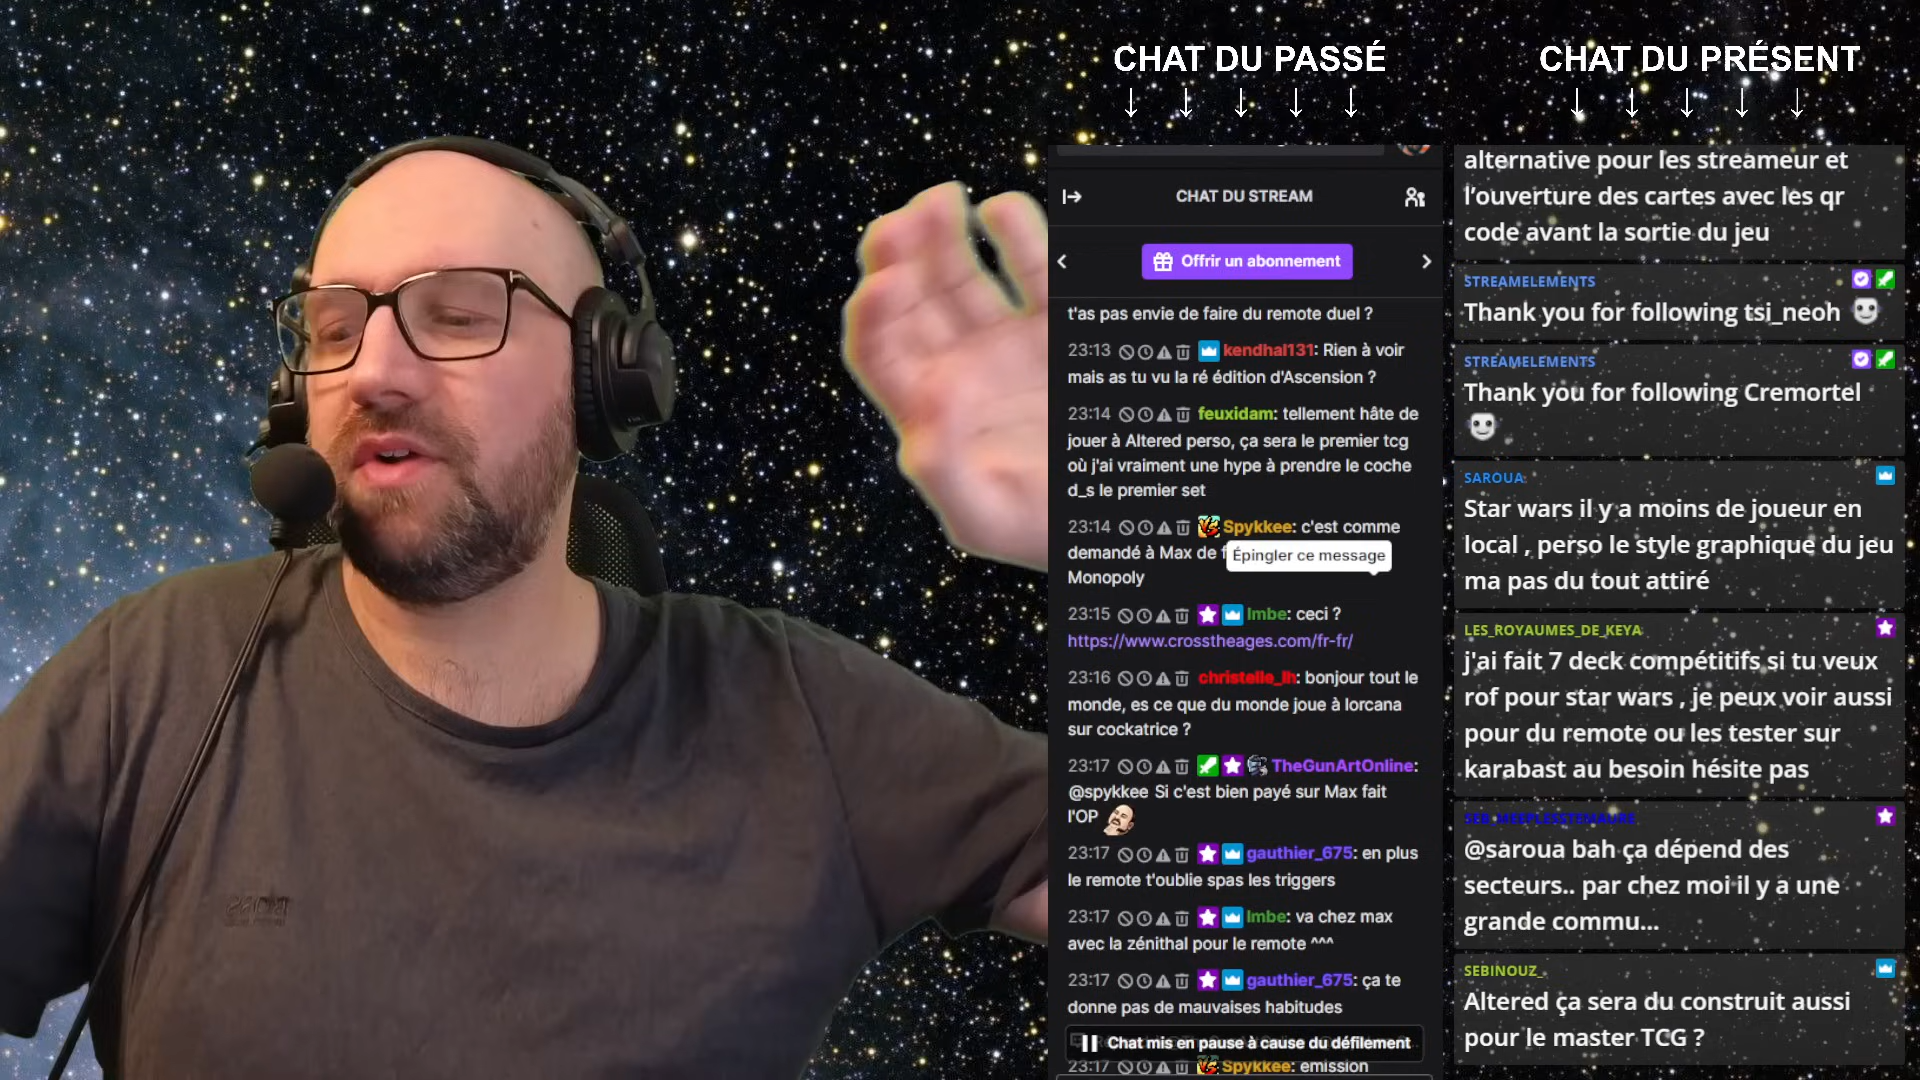 CHAT DU PASSÉ
↓ ↓ ↓ ↓ ↓
CHAT DU STREAM
Offrir un abonnement
t'as pas envie de faire du remote duel ?
23:13 kendhal131: Rien à voir
mais as tu vu la ré édition d'Ascension ?
23:14 feuxidam: tellement hâte de
jouer à Altered perso, ça sera le premier tcg
où j'ai vraiment une hype à prendre le coche
d_s le premier set
23:14 Spykkee: c'est comme
demandé à Max de f
Épingler ce message
Monopoly
23:15 Imbe: ceci ?
https://www.crosstheages.com/fr-fr/
23:16 christelle_lh: bonjour tout le
monde, es ce que du monde joue à lorcana
sur cockatrice ?
23:17 TheGunArtOnline:
@spykkee Si c'est bien payé sur Max fait
l'OP
23:17 gauthier_675: en plus
le remote t'oublie spas les triggers
23:17 Imbe: va chez max
avec la zénithal pour le remote ^^^
23:17 gauthier_675: ça te
donne pas de mauvaises habitudes
Chat mis en pause à cause du défilement
23:17 Spykkee: emission
CHAT DU PRÉSENT
↓ ↓ ↓ ↓ ↓
alternative pour les streameur et
l’ouverture des cartes avec les qr
code avant la sortie du jeu
STREAMELEMENTS
Thank you for following tsi_neoh
STREAMELEMENTS
Thank you for following Cremortel
SAROUA
Star wars il y a moins de joueur en
local , perso le style graphique du jeu
ma pas du tout attiré
LES_ROYAUMES_DE_KEYA
j'ai fait 7 deck compétitifs si tu veux
rof pour star wars , je peux voir aussi
pour du remote ou les tester sur
karabast au besoin hésite pas
@saroua bah ça dépend des
secteurs.. par chez moi il y a une
grande commu...
SEBINOUZ_
Altered ça sera du construit aussi
pour le master TCG ?